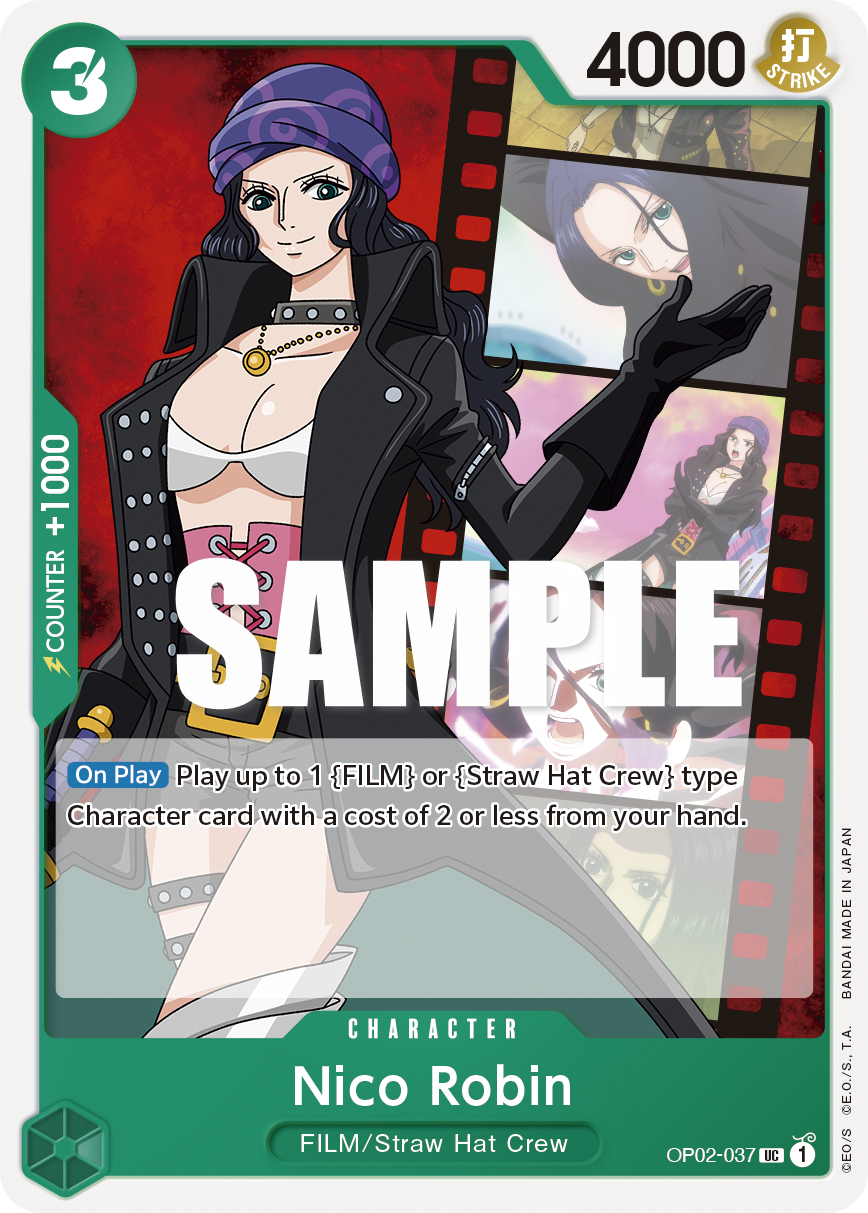 3
4000
打
STRIKE
COUNTER +1000
SAMPLE
On Play Play up to 1 {FILM} or {Straw Hat Crew} type
Character card with a cost of 2 or less from your hand.
CHARACTER
Nico Robin
FILM/Straw Hat Crew
OP02-037 UC 1
©EO/S ©E.O./S., T.A. BANDAI MADE IN JAPAN